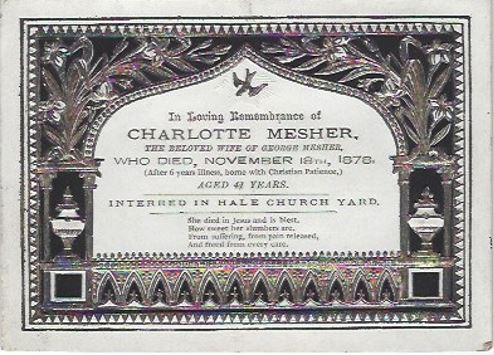 In Loving Remembrance of
CHARLOTTE MESHER,
THE BELOVED WIFE OF GEORGE MESHER,
WHO DIED, NOVEMBER 18TH, 1878.
(After 6 years illness, borne with Christian Patience,)
AGED YEARS.
INTERRED IN HALE CHURCH YARD.
She died in Jesus and is blest,
How sweet her slumbers are,
From suffering, from pain released,
And freed from every care.